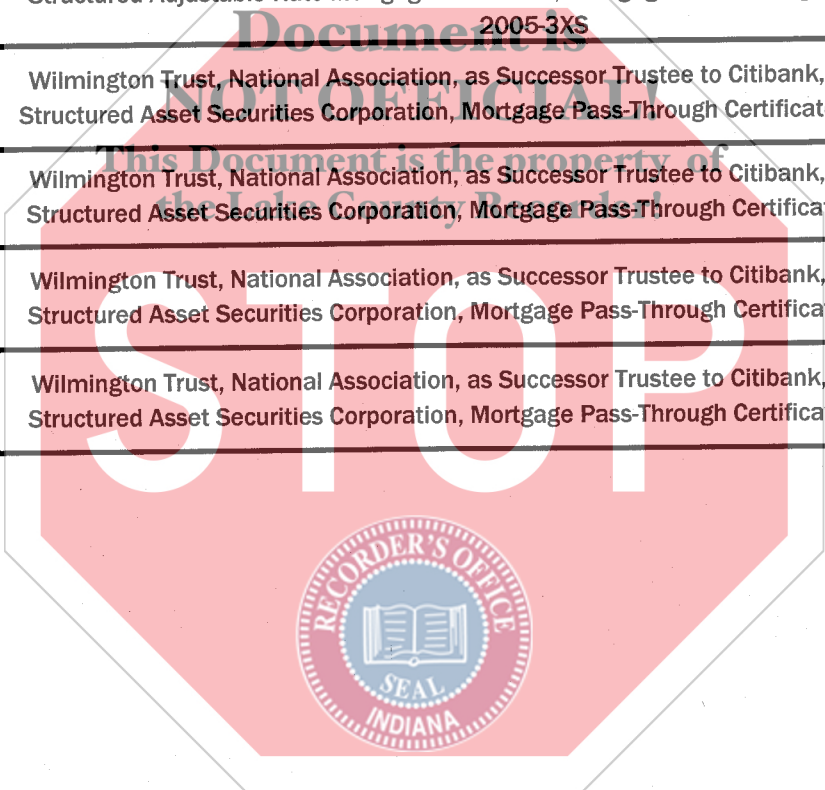 2005-3XS
Document is
Wilmington Trust, National Association, as Successor Trustee to Citibank,
NOT OFFICIAL!
Structured Asset Securities Corporation, Mortgage Pass-Through Certificat
This Document is the property of
Wilmington Trust, National Association, as Successor Trustee to Citibank,
the Lake County Recorder!
Structured Asset Securities Corporation, Mortgage Pass-Through Certifica
Wilmington Trust, National Association, as Successor Trustee to Citibank,
Structured Asset Securities Corporation, Mortgage Pass-Through Certifica
STOP
Wilmington Trust, National Association, as Successor Trustee to Citibank,
Structured Asset Securities Corporation, Mortgage Pass-Through Certifica
RECORDER'S OFFICE
SEAL
INDIANA